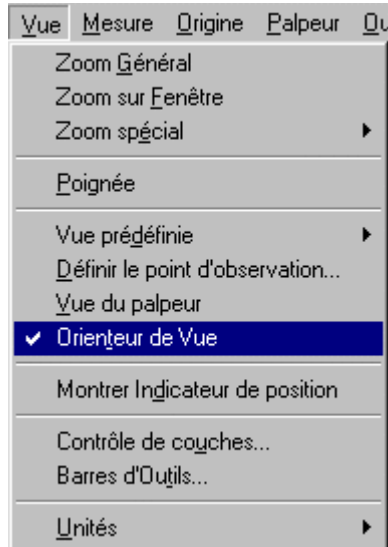 Vue Mesure Origine Palpeur
Zoom Général
Zoom sur Fenêtre
Zoom spécial
Poignée
Vue prédéfinie
Définir le point d'observation...
Vue du palpeur
Orienteur de Vue
Montrer Indicateur de position
Contrôle de couches...
Barres d'Outils...
Unités